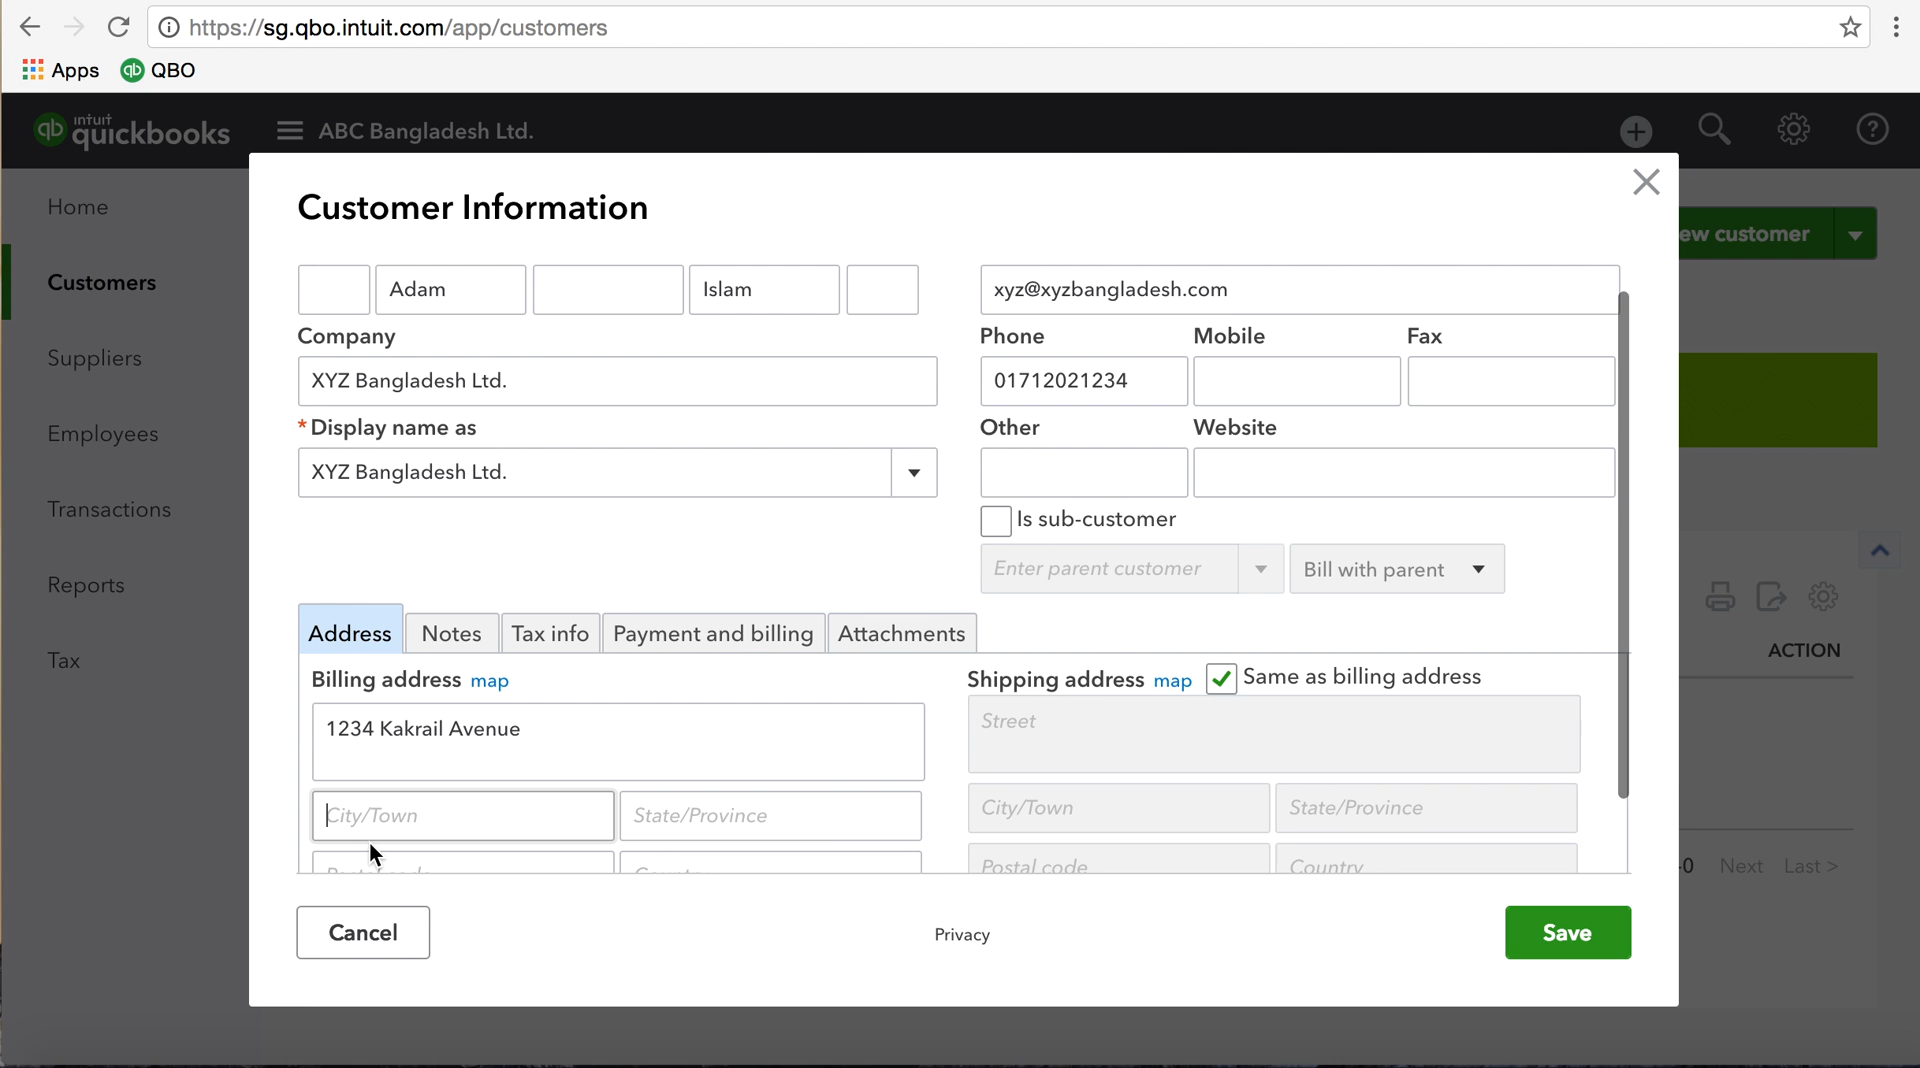 https://sg.qbo.intuit.com/app/customers
Apps QBO
intuit
quickbooks
ABC Bangladesh Ltd.
Home
Customers
Suppliers
Employees
Transactions
Reports
Tax
ew customer
ACTION
-0 Next Last >
Customer Information
Adam Islam xyz@xyzbangladesh.com
Company Phone Mobile Fax
XYZ Bangladesh Ltd. 01712021234
* Display name as Other Website
XYZ Bangladesh Ltd.
Is sub-customer
Enter parent customer Bill with parent
Address Notes Tax info Payment and billing Attachments
Billing address map Shipping address map Same as billing address
1234 Kakrail Avenue Street
City/Town State/Province City/Town State/Province
Postal code Country
Cancel Privacy Save